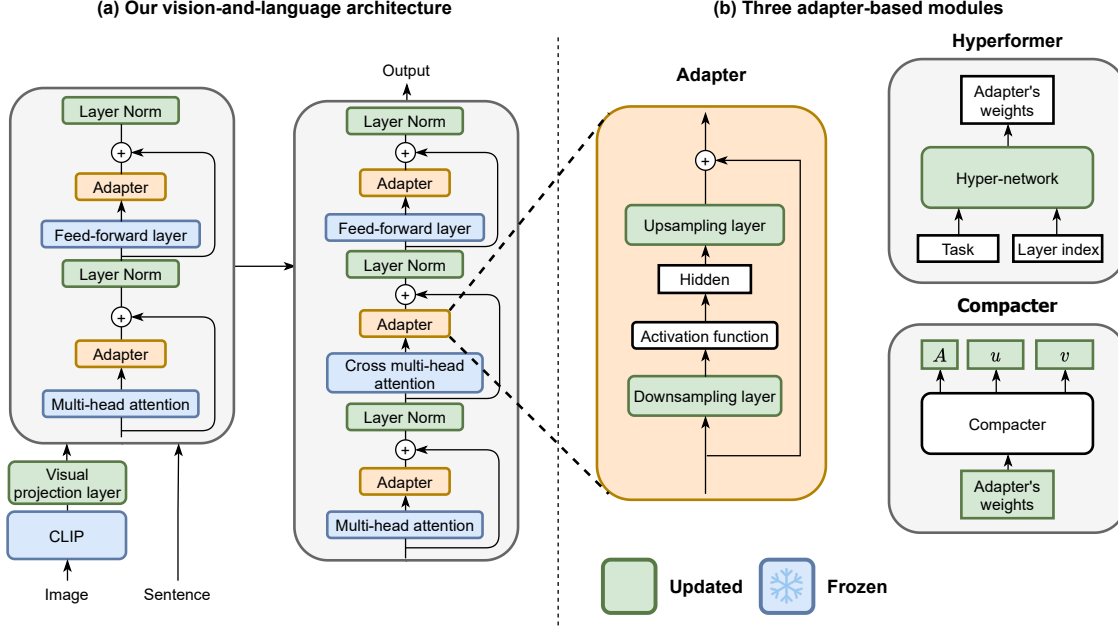 (a) Our vision-and-language architecture
Output
Layer Norm
+
Adapter
Feed-forward layer
Layer Norm
+
Adapter
Multi-head attention
Visual
projection layer
CLIP
Image
Sentence
Layer Norm
+
Adapter
Feed-forward layer
Layer Norm
+
Adapter
Cross multi-head
attention
Layer Norm
+
Adapter
Multi-head attention
(b) Three adapter-based modules
Adapter
+
Upsampling layer
Hidden
Activation function
Downsampling layer
Hyperformer
Adapter's
weights
Hyper-network
Task
Layer index
Compacter
A
u
v
Compacter
Adapter's
weights
Updated
Frozen